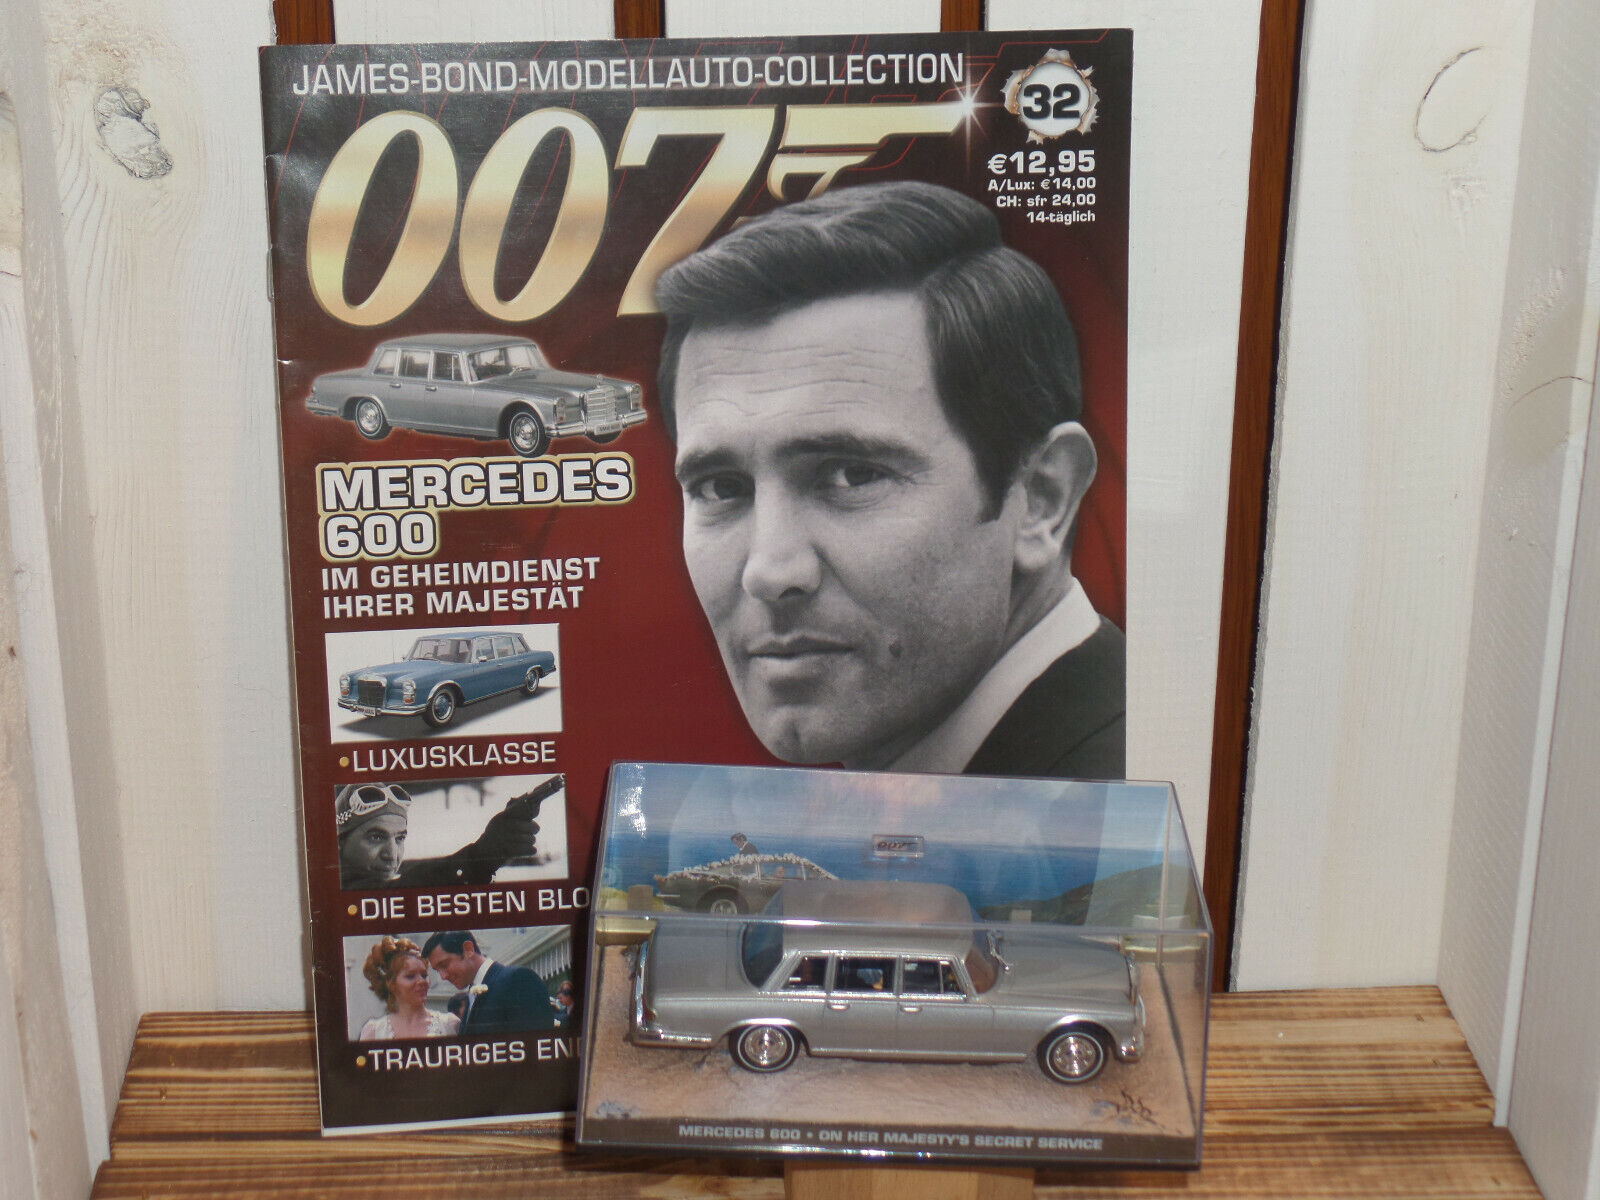 JAMES-BOND-MODELLAUTO-COLLECTION
007
32
€12,95
A/Lux: €14,00
CH: sfr 24,00
14-täglich
MERCEDES
600
IM GEHEIMDIENST
IHRER MAJESTÄT
•LUXUSKLASSE
•DIE BESTEN BLO
•TRAURIGES EN
007
MERCEDES 600 • ON HER MAJESTY'S SECRET SERVICE